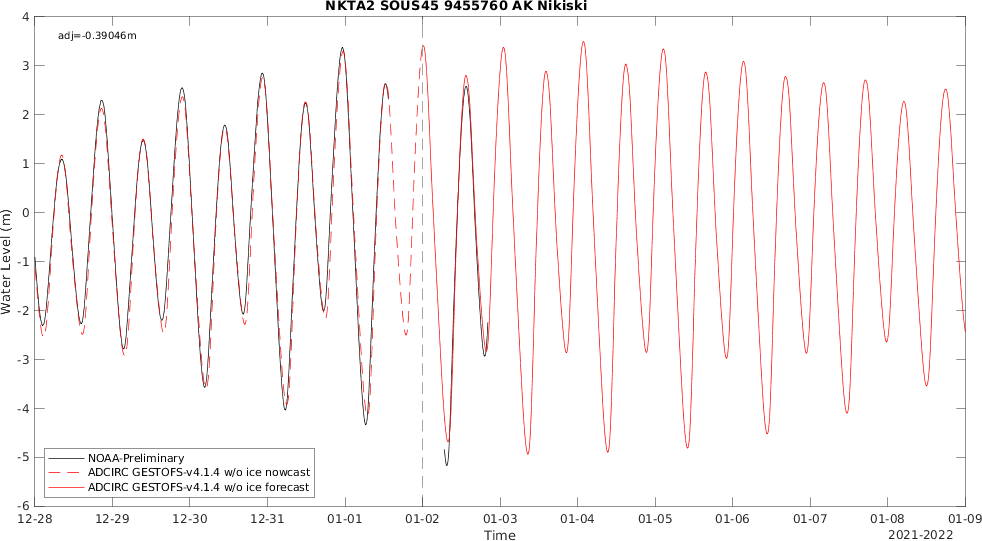 NKTA2 SOUS45 9455760 AK Nikiski
adj=-0.39046m
4
3
2
1
0
-1
-2
-3
-4
-5
-6
Water Level (m)
NOAA-Preliminary
ADCIRC GESTOFS-v4.1.4 w/o ice nowcast
ADCIRC GESTOFS-v4.1.4 w/o ice forecast
12-28 12-29 12-30 12-31 01-01 01-02 01-03 01-04 01-05 01-06 01-07 01-08 01-09
Time
2021-2022